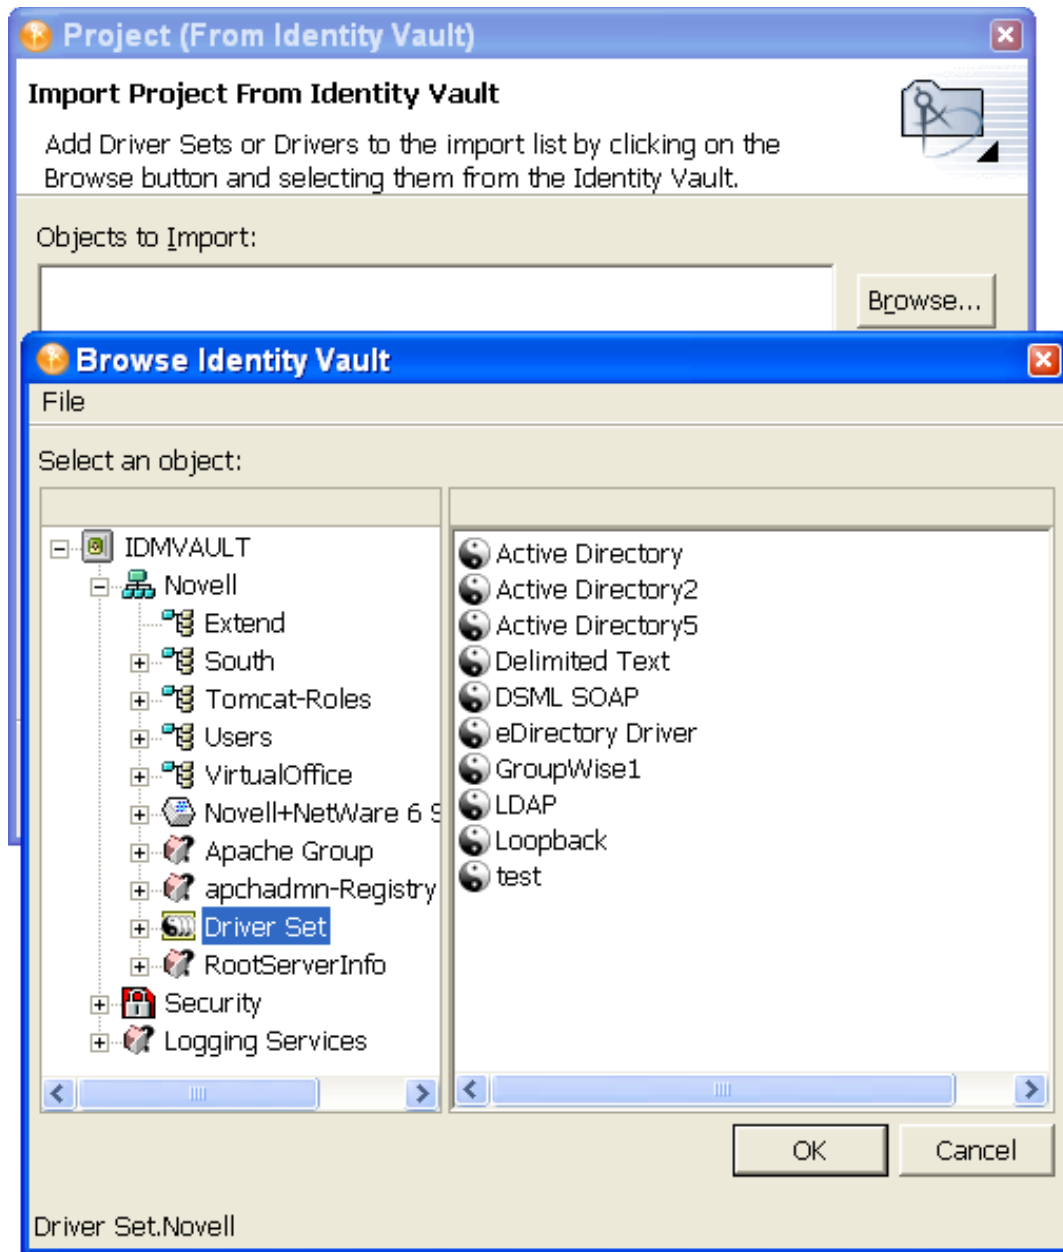 Project (From Identity Vault)
Import Project From Identity Vault
Add Driver Sets or Drivers to the import list by clicking on the
Browse button and selecting them from the Identity Vault.
Objects to Import:
Browse...
Browse Identity Vault
File
Select an object:
IDMVAULT
Novell
Extend
South
Tomcat-Roles
Users
VirtualOffice
Novell+NetWare 6 S
Apache Group
apchadmn-Registry
Driver Set
RootServerInfo
Security
Logging Services
Active Directory
Active Directory2
Active Directory5
Delimited Text
DSML SOAP
eDirectory Driver
GroupWise1
LDAP
Loopback
test
OK
Cancel
Driver Set.Novell